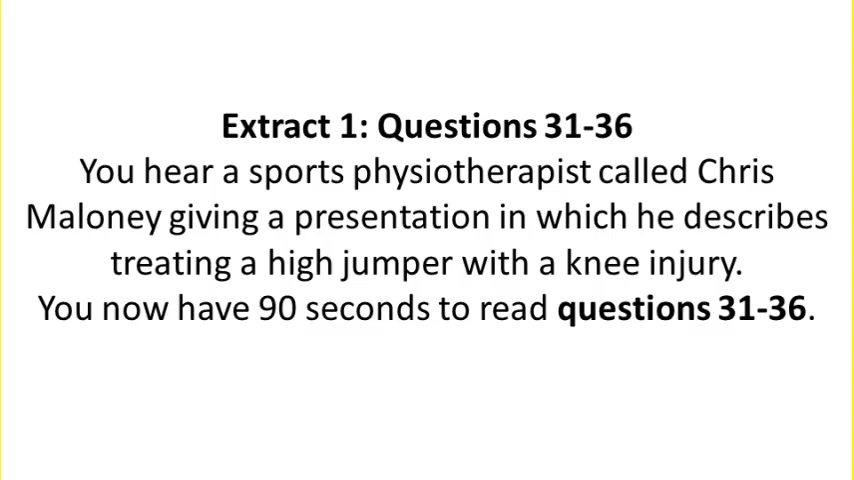 Extract 1: Questions 31-36
You hear a sports physiotherapist called Chris
Maloney giving a presentation in which he describes
treating a high jumper with a knee injury.
You now have 90 seconds to read questions 31-36.